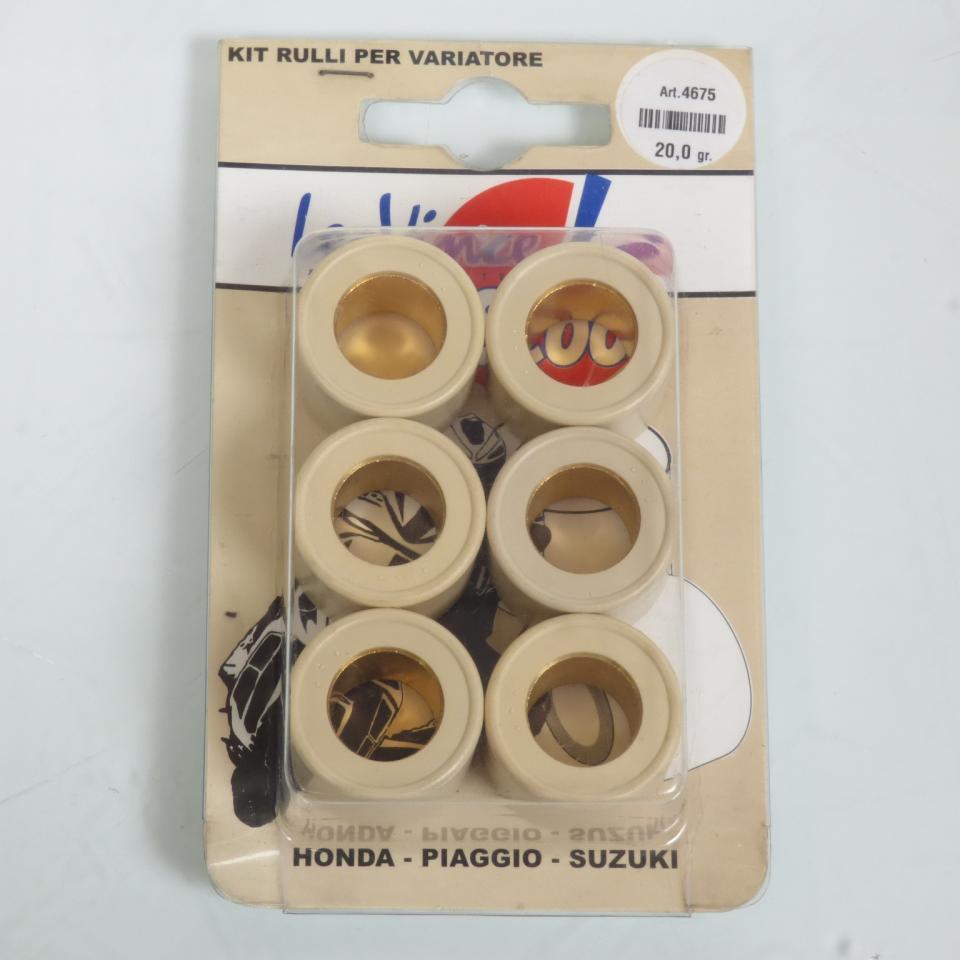 KIT RULLI PER VARIATORE
Art.4675
20,0 gr.
HONDA - PIAGGIO - SUZUKI